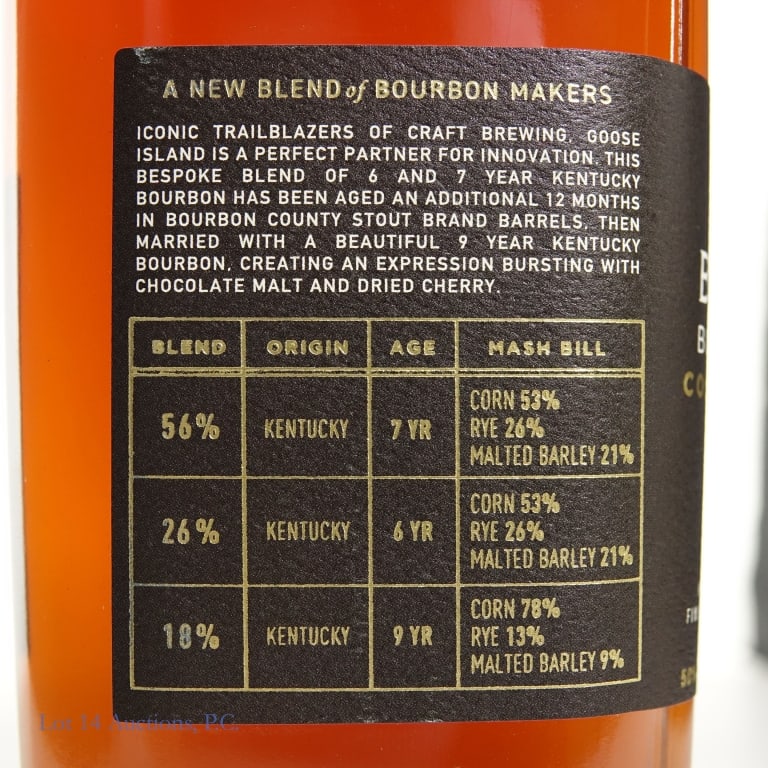 A NEW BLEND of BOURBON MAKERS
ICONIC TRAILBLAZERS OF CRAFT BREWING, GOOSE
ISLAND IS A PERFECT PARTNER FOR INNOVATION. THIS
BESPOKE BLEND OF 6 AND 7 YEAR KENTUCKY
BOURBON HAS BEEN AGED AN ADDITIONAL 12 MONTHS
IN BOURBON COUNTY STOUT BRAND BARRELS, THEN
MARRIED WITH A BEAUTIFUL 9 YEAR KENTUCKY
BOURBON, CREATING AN EXPRESSION BURSTING WITH
CHOCOLATE MALT AND DRIED CHERRY.
BLEND ORIGIN AGE MASH BILL
56% KENTUCKY 7 YR
CORN 53%
RYE 26%
MALTED BARLEY 21%
26% KENTUCKY 6 YR
CORN 53%
RYE 26%
MALTED BARLEY 21%
18% KENTUCKY 9 YR
CORN 78%
RYE 13%
MALTED BARLEY 9%
Lot 14 Auctions, P.C.